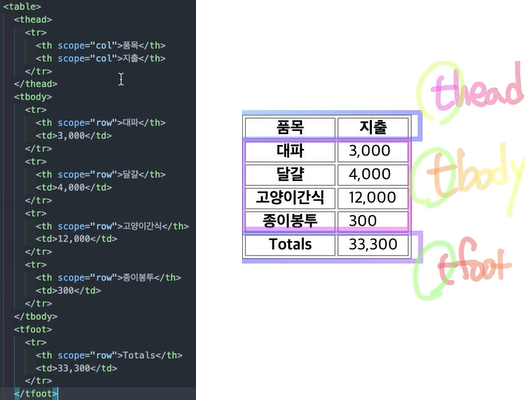 <table>
<thead>
<tr>
<th scope="col">품목</th>
<th scope="col">지출</th>
</tr>
</thead>
<tbody>
<tr>
<th scope="row">대파</th>
<td>3,000</td>
</tr>
<tr>
<th scope="row">달걀</th>
<td>4,000</td>
</tr>
<tr>
<th scope="row">고양이간식</th>
<td>12,000</td>
</tr>
<tr>
<th scope="row">종이봉투</th>
<td>300</td>
</tr>
</tbody>
<tfoot>
<tr>
<th scope="row">Totals</th>
<td>33,300</td>
</tr>
</tfoot>
품목 지출
대파 3,000
달걀 4,000
고양이간식 12,000
종이봉투 300
Totals 33,300
thead
tbody
tfoot